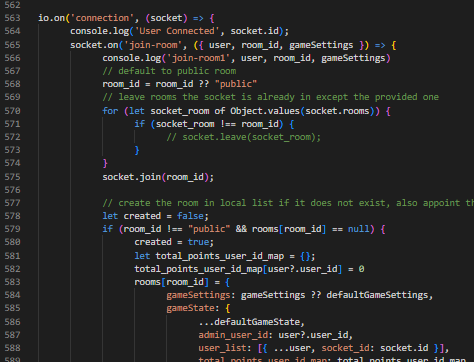 562
563 io.on('connection', (socket) => {
564 console.log('User Connected', socket.id);
565 socket.on('join-room', ({ user, room_id, gameSettings }) => {
566 console.log('join-room1', user, room_id, gameSettings)
567 // default to public room
568 room_id = room_id ?? "public"
569 // leave rooms the socket is already in except the provided one
570 for (let socket_room of Object.values(socket.rooms)) {
571 if (socket_room !== room_id) {
572 // socket.leave(socket_room);
573 }
574 }
575 socket.join(room_id);
576
577 // create the room in local list if it does not exist, also append th
578 let created = false;
579 if (room_id !== "public" && rooms[room_id] == null) {
580 created = true;
581 let total_points_user_id_map = {};
582 total_points_user_id_map[user?.user_id] = 0
583 rooms[room_id] = {
584 gameSettings: gameSettings ?? defaultGameSettings,
585 gameState: {
586 ...defaultGameState,
587 admin_user_id: user?.user_id,
588 user_list: [{ ...user, socket_id: socket.id }],
589 total_points_user_id_map: total_points_user_id_map